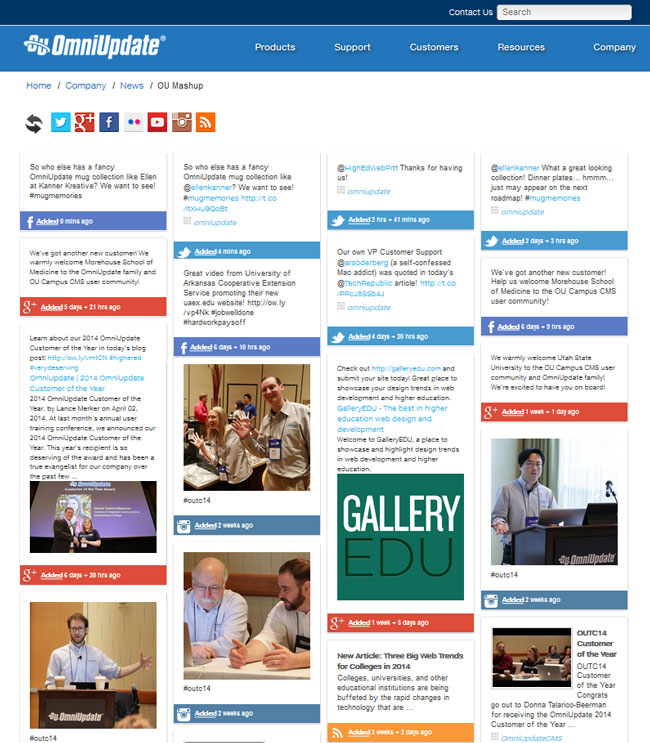 Contact Us Search
OmniUpdate®
Products Support Customers Resources Company
Home / Company / News / OU Mashup
So who else has a fancy
OmniUpdate mug collection like Ellen
at Kanner Kreative? We want to see!
#mugmemories
Added 0 mins ago
We've got another new customer! We
warmly welcome Morehouse School of
Medicine to the OmniUpdate family and
OU Campus CMS user community!
Added 5 days + 21 hrs ago
Learn about our 2014 OmniUpdate
Customer of the Year in today's blog
post! http://ow.ly/vmtCN #highered
#verydeserving
OmniUpdate | 2014 OmniUpdate
Customer of the Year
2014 OmniUpdate Customer of the
Year. by Lance Merker on April 02,
2014. At last month's annual user
training conference, we announced our
2014 OmniUpdate Customer of the
Year. This year's recipient is so
deserving of the award and has been a
true evangelist for our company over
the past few ...
OmniUpdate
Customer of the Year Award
Added 6 days + 20 hrs ago
OmniUpdate
So who else has a fancy
OmniUpdate mug collection like
@ellenkanner? We want to see!
#mugmemories http://t.co
omniupdate
Added 4 mins ago
Great video from University of
Arkansas Cooperative Extension
Service promoting their new
uaex.edu website! http://ow.ly
/vp4Nk #jobwelldone
#hardworkpaysoff
Added 6 days + 16 hrs ago
#outc14
Added 2 weeks ago
#outc14
Added 2 weeks ago
@HighEdWebPitt Thanks for having
us!
omniupdate
Added 2 hrs + 41 mins ago
Our own VP Customer Support
@arsoderberg (a self-confessed
Mac addict) was quoted in today's
@TechRepublic article! http://t.co
/PRcJ8SSb4J
omniupdate
Added 4 days + 20 hrs ago
Check out http://galleryedu.com and
submit your site today! Great place to
showcase your design trends in web
development and higher education.
GalleryEDU - The best in higher
education web design and
development
Welcome to GalleryEDU, a place to
showcase and highlight design trends
in web development and higher
education.
GALLERY
EDU
Added 1 week + 5 days ago
New Article: Three Big Web Trends
for Colleges in 2014
Colleges, universities, and other
educational institutions are being
buffeted by the rapid changes in
technology that are ...
Added 2 weeks + 2 days ago
@ellenkanner What a great looking
collection! Dinner plates... hmmm...
just may appear on the next
roadmap! #mugmemories
omniupdate
Added 2 days + 3 hrs ago
We've got another new customer!
Help us welcome Morehouse School
of Medicine to the OU Campus CMS
user community!
Added 6 days + 9 hrs ago
We warmly welcome Utah State
University to the OU Campus CMS user
community and OmniUpdate family!
We're excited to have you on board!
Added 1 week + 1 day ago
OmniUpdate
#outc14
Added 2 weeks ago
OUTC14
Customer
of the Year
OUTC14
Customer
of the Year
Congrats
go out to Donna Talarico-Beerman
for receiving the OmniUpdate 2014
Customer of the Year ...
OmniUpdateCMS